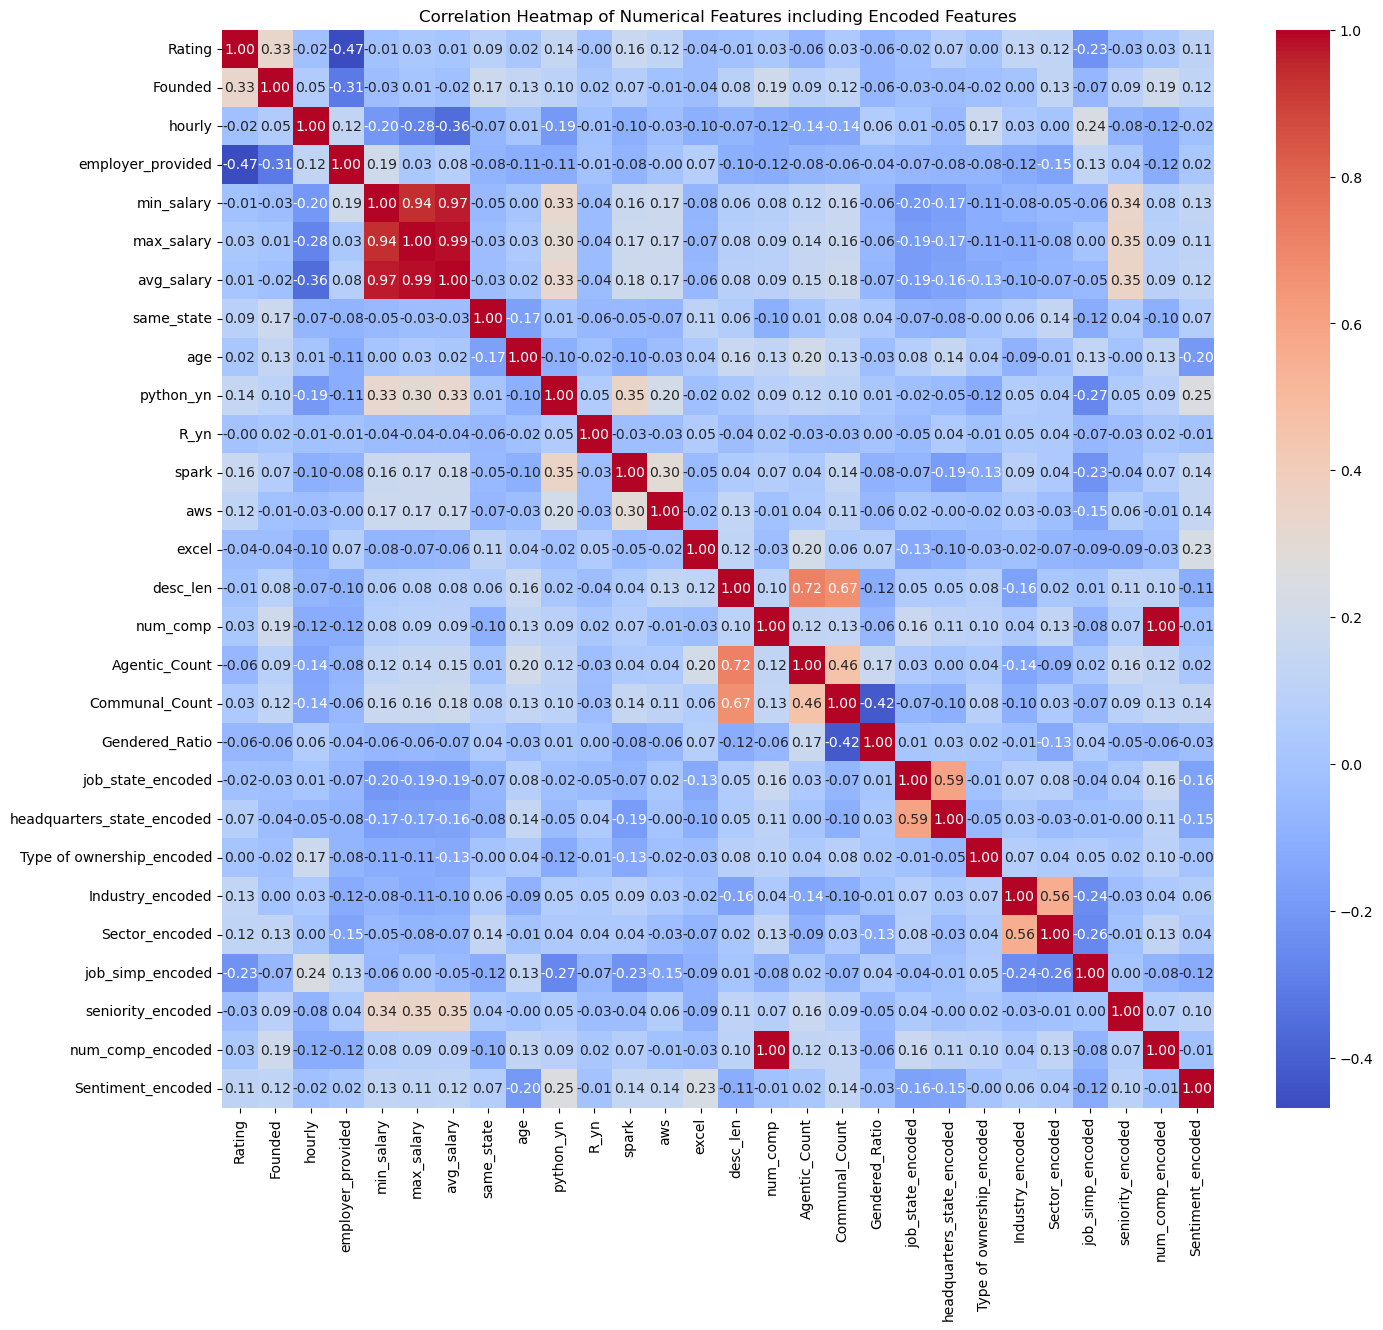 Correlation Heatmap of Numerical Features including Encoded Features
Rating 1.00 0.33 -0.02 -0.47 -0.01 0.03 0.01 0.09 0.02 0.14 -0.00 0.16 0.12 -0.04 -0.01 0.03 -0.06 0.03 -0.06 -0.02 0.07 0.00 0.13 0.12 -0.23 -0.03 0.03 0.11
Founded 0.33 1.00 0.05 -0.31 -0.03 0.01 -0.02 0.17 0.13 0.10 0.02 0.07 -0.01 -0.04 0.08 0.19 0.09 0.12 -0.06 -0.03 -0.04 -0.02 0.00 0.13 -0.07 0.09 0.19 0.12
hourly -0.02 0.05 1.00 0.12 -0.20 -0.28 -0.36 -0.07 0.01 -0.19 -0.01 -0.10 -0.03 -0.10 -0.07 -0.12 -0.14 -0.14 0.06 0.01 -0.05 0.17 0.03 0.00 0.24 -0.08 -0.12 -0.02
employer_provided -0.47 -0.31 0.12 1.00 0.19 0.03 0.08 -0.08 -0.11 -0.11 -0.01 -0.08 -0.00 0.07 -0.10 -0.12 -0.08 -0.06 -0.04 -0.07 -0.08 -0.08 -0.12 -0.15 0.13 0.04 -0.12 0.02
min_salary -0.01 -0.03 -0.20 0.19 1.00 0.94 0.97 -0.05 0.00 0.33 -0.04 0.16 0.17 -0.08 0.06 0.08 0.12 0.16 -0.06 -0.20 -0.17 -0.11 -0.08 -0.05 -0.06 0.34 0.08 0.13
max_salary 0.03 0.01 -0.28 0.03 0.94 1.00 0.99 -0.03 0.03 0.30 -0.04 0.17 0.17 -0.07 0.08 0.09 0.14 0.16 -0.06 -0.19 -0.17 -0.11 -0.11 -0.08 0.00 0.35 0.09 0.11
avg_salary 0.01 -0.02 -0.36 0.08 0.97 0.99 1.00 -0.03 0.02 0.33 -0.04 0.18 0.17 -0.06 0.08 0.09 0.15 0.18 -0.07 -0.19 -0.16 -0.13 -0.10 -0.07 -0.05 0.35 0.09 0.12
same_state 0.09 0.17 -0.07 -0.08 -0.05 -0.03 -0.03 1.00 -0.17 0.01 -0.06 -0.05 -0.07 0.11 0.06 -0.10 0.01 0.08 0.04 -0.07 -0.08 -0.00 0.06 0.14 -0.12 0.04 -0.10 0.07
age 0.02 0.13 0.01 -0.11 0.00 0.03 0.02 -0.17 1.00 -0.10 -0.02 -0.10 -0.03 0.04 0.16 0.13 0.20 0.13 -0.03 0.08 0.14 0.04 -0.09 -0.01 0.13 -0.00 0.13 -0.20
python_yn 0.14 0.10 -0.19 -0.11 0.33 0.30 0.33 0.01 -0.10 1.00 0.05 0.35 0.20 -0.02 0.02 0.09 0.12 0.10 0.01 -0.02 -0.05 -0.12 0.05 0.04 -0.27 0.05 0.09 0.25
R_yn -0.00 0.02 -0.01 -0.01 -0.04 -0.04 -0.04 -0.06 -0.02 0.05 1.00 -0.03 -0.03 0.05 -0.04 0.02 -0.03 -0.03 0.00 -0.05 0.04 -0.01 0.05 0.04 -0.07 -0.03 0.02 -0.01
spark 0.16 0.07 -0.10 -0.08 0.16 0.17 0.18 -0.05 -0.10 0.35 -0.03 1.00 0.30 -0.05 0.04 0.07 0.04 0.14 -0.08 -0.07 -0.19 -0.13 0.09 0.04 -0.23 -0.04 0.07 0.14
aws 0.12 -0.01 -0.03 -0.00 0.17 0.17 0.17 -0.07 -0.03 0.20 -0.03 0.30 1.00 -0.02 0.13 -0.01 0.04 0.11 -0.06 0.02 -0.00 -0.02 0.03 -0.03 -0.15 0.06 -0.01 0.14
excel -0.04 -0.04 -0.10 0.07 -0.08 -0.07 -0.06 0.11 0.04 -0.02 0.05 -0.05 -0.02 1.00 0.12 -0.03 0.20 0.06 0.07 -0.13 -0.10 -0.03 -0.02 -0.07 -0.09 -0.09 -0.03 0.23
desc_len -0.01 0.08 -0.07 -0.10 0.06 0.08 0.08 0.06 0.16 0.02 -0.04 0.04 0.13 0.12 1.00 0.10 0.72 0.67 -0.12 0.05 0.05 0.08 -0.16 0.02 0.01 0.11 0.10 -0.11
num_comp 0.03 0.19 -0.12 -0.12 0.08 0.09 0.09 -0.10 0.13 0.09 0.02 0.07 -0.01 -0.03 0.10 1.00 0.12 0.13 -0.06 0.16 0.11 0.10 0.04 0.13 -0.08 0.07 1.00 -0.01
Agentic_Count -0.06 0.09 -0.14 -0.08 0.12 0.14 0.15 0.01 0.20 0.12 -0.03 0.04 0.04 0.20 0.72 0.12 1.00 0.46 0.17 0.03 0.00 0.04 -0.14 -0.09 0.02 0.16 0.12 0.02
Communal_Count 0.03 0.12 -0.14 -0.06 0.16 0.16 0.18 0.08 0.13 0.10 -0.03 0.14 0.11 0.06 0.67 0.13 0.46 1.00 -0.42 -0.07 -0.10 0.08 -0.10 0.03 -0.07 0.09 0.13 0.14
Gendered_Ratio -0.06 -0.06 0.06 -0.04 -0.06 -0.06 -0.07 0.04 -0.03 0.01 0.00 -0.08 -0.06 0.07 -0.12 -0.06 0.17 -0.42 1.00 0.01 0.03 0.02 -0.01 -0.13 0.04 -0.05 -0.06 -0.03
job_state_encoded -0.02 -0.03 0.01 -0.07 -0.20 -0.19 -0.19 -0.07 0.08 -0.02 -0.05 -0.07 0.02 -0.13 0.05 0.16 0.03 -0.07 0.01 1.00 0.59 -0.01 0.07 0.08 -0.04 0.04 0.16 -0.16
headquarters_state_encoded 0.07 -0.04 -0.05 -0.08 -0.17 -0.17 -0.16 -0.08 0.14 -0.05 0.04 -0.19 -0.00 -0.10 0.05 0.11 0.00 -0.10 0.03 0.59 1.00 -0.05 0.03 -0.03 -0.01 -0.00 0.11 -0.15
Type of ownership_encoded 0.00 -0.02 0.17 -0.08 -0.11 -0.11 -0.13 -0.00 0.04 -0.12 -0.01 -0.13 -0.02 -0.03 0.08 0.10 0.04 0.08 0.02 -0.01 -0.05 1.00 0.07 0.04 0.05 0.02 0.10 -0.00
Industry_encoded 0.13 0.00 0.03 -0.12 -0.08 -0.11 -0.10 0.06 -0.09 0.05 0.05 0.09 0.03 -0.02 -0.16 0.04 -0.14 -0.10 -0.01 0.07 0.03 0.07 1.00 0.56 -0.24 -0.03 0.04 0.06
Sector_encoded 0.12 0.13 0.00 -0.15 -0.05 -0.08 -0.07 0.14 -0.01 0.04 0.04 0.04 -0.03 -0.07 0.02 0.13 -0.09 0.03 -0.13 0.08 -0.03 0.04 0.56 1.00 -0.26 -0.01 0.13 0.04
job_simp_encoded -0.23 -0.07 0.24 0.13 -0.06 0.00 -0.05 -0.12 0.13 -0.27 -0.07 -0.23 -0.15 -0.09 0.01 -0.08 0.02 -0.07 0.04 -0.04 -0.01 0.05 -0.24 -0.26 1.00 0.00 -0.08 -0.12
seniority_encoded -0.03 0.09 -0.08 0.04 0.34 0.35 0.35 0.04 -0.00 0.05 -0.03 -0.04 0.06 -0.09 0.11 0.07 0.16 0.09 -0.05 0.04 -0.00 0.02 -0.03 -0.01 0.00 1.00 0.07 0.10
num_comp_encoded 0.03 0.19 -0.12 -0.12 0.08 0.09 0.09 -0.10 0.13 0.09 0.02 0.07 -0.01 -0.03 0.10 1.00 0.12 0.13 -0.06 0.16 0.11 0.10 0.04 0.13 -0.08 0.07 1.00 -0.01
Sentiment_encoded 0.11 0.12 -0.02 0.02 0.13 0.11 0.12 0.07 -0.20 0.25 -0.01 0.14 0.14 0.23 -0.11 -0.01 0.02 0.14 -0.03 -0.16 -0.15 -0.00 0.06 0.04 -0.12 0.10 -0.01 1.00
Rating
Founded
hourly
employer_provided
min_salary
max_salary
avg_salary
same_state
age
python_yn
R_yn
spark
aws
excel
desc_len
num_comp
Agentic_Count
Communal_Count
Gendered_Ratio
job_state_encoded
headquarters_state_encoded
Type of ownership_encoded
Industry_encoded
Sector_encoded
job_simp_encoded
seniority_encoded
num_comp_encoded
Sentiment_encoded
1.0
0.8
0.6
0.4
0.2
0.0
−0.2
−0.4